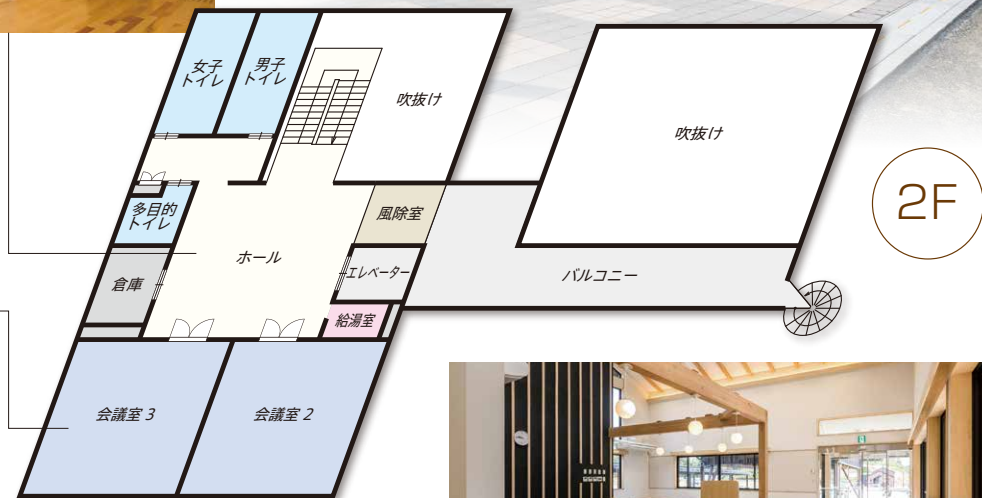 女子
トイレ
男子
トイレ
吹抜け
吹抜け
2F
多目的
トイレ
風除室
ホール
エレベーター
バルコニー
倉庫
給湯室
会議室 3
会議室 2